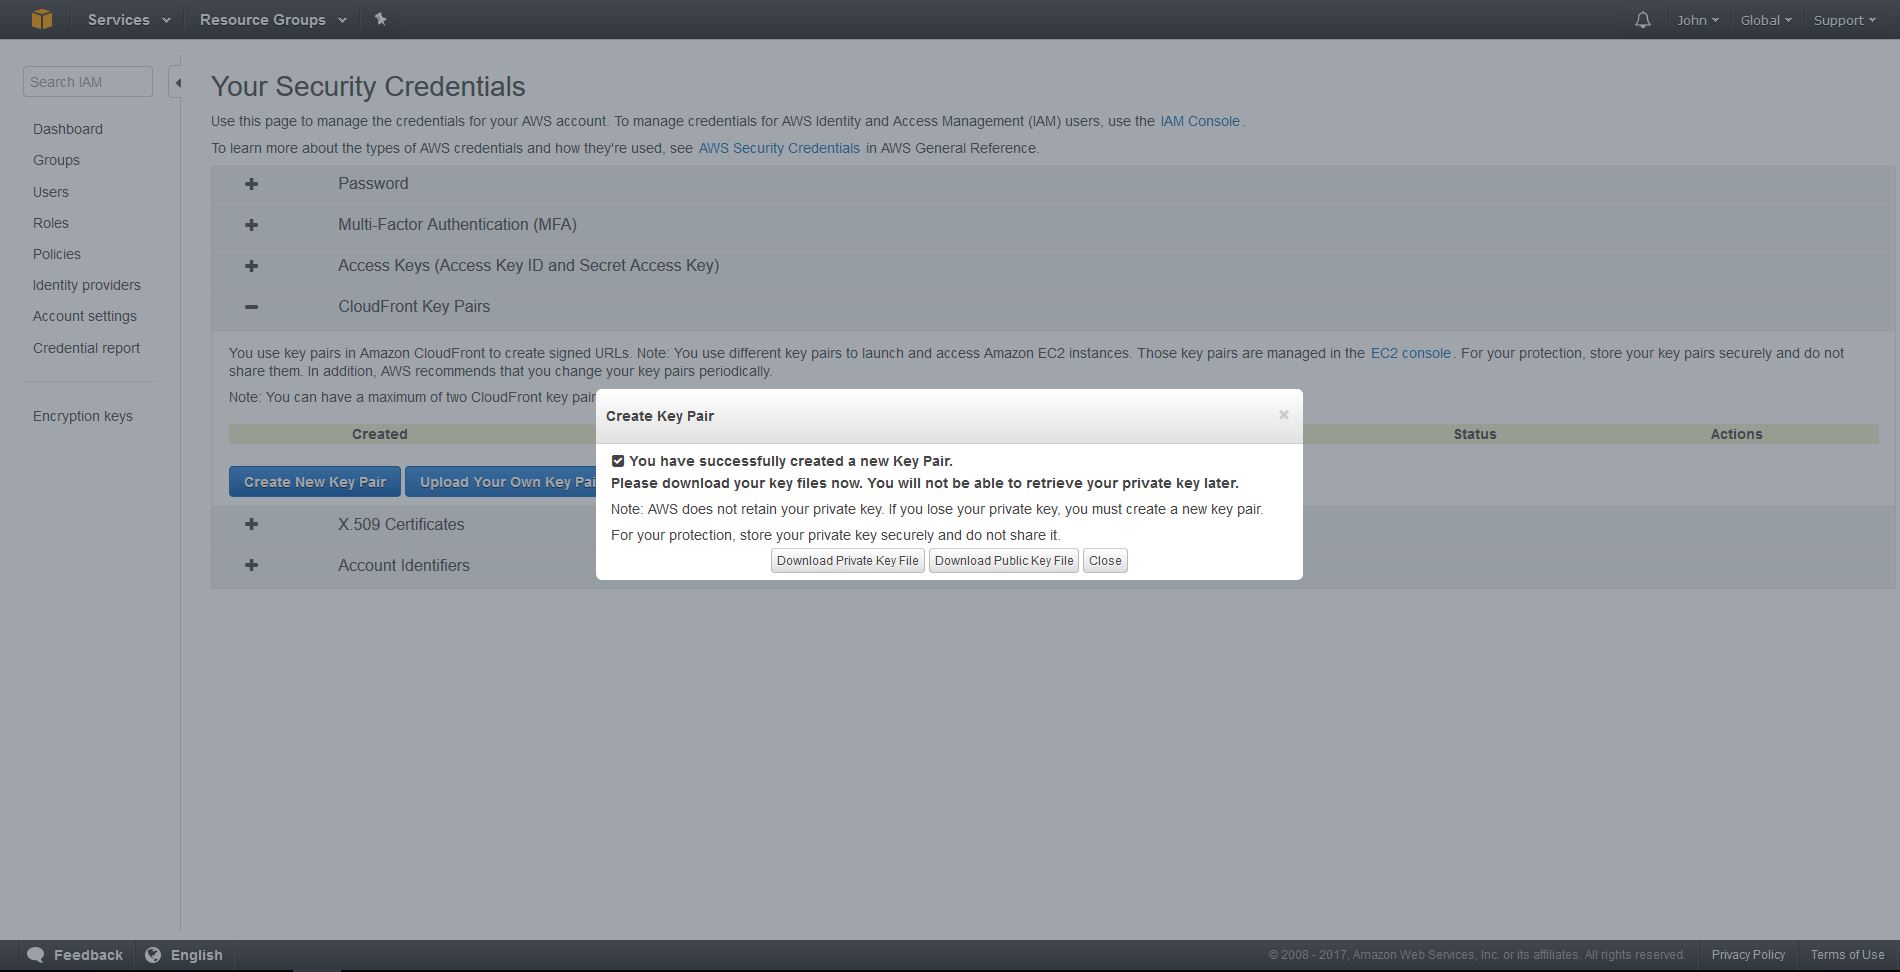 Services
Resource Groups
John
Global
Support
Search IAM
Dashboard
Groups
Users
Roles
Policies
Identity providers
Account settings
Credential report
Encryption keys
Your Security Credentials
Use this page to manage the credentials for your AWS account. To manage credentials for AWS Identity and Access Management (IAM) users, use the IAM Console.
To learn more about the types of AWS credentials and how they're used, see AWS Security Credentials in AWS General Reference.
Password
Multi-Factor Authentication (MFA)
Access Keys (Access Key ID and Secret Access Key)
CloudFront Key Pairs
You use key pairs in Amazon CloudFront to create signed URLs. Note: You use different key pairs to launch and access Amazon EC2 instances. Those key pairs are managed in the EC2 console. For your protection, store your key pairs securely and do not
share them. In addition, AWS recommends that you change your key pairs periodically.
Note: You can have a maximum of two CloudFront key pair
Created
Status
Actions
Create New Key Pair
Upload Your Own Key Pai
X.509 Certificates
Account Identifiers
Create Key Pair
You have successfully created a new Key Pair.
Please download your key files now. You will not be able to retrieve your private key later.
Note: AWS does not retain your private key. If you lose your private key, you must create a new key pair.
For your protection, store your private key securely and do not share it.
Download Private Key File
Download Public Key File
Close
Feedback
English
© 2008 - 2017, Amazon Web Services, Inc. or its affiliates. All rights reserved.
Privacy Policy
Terms of Use